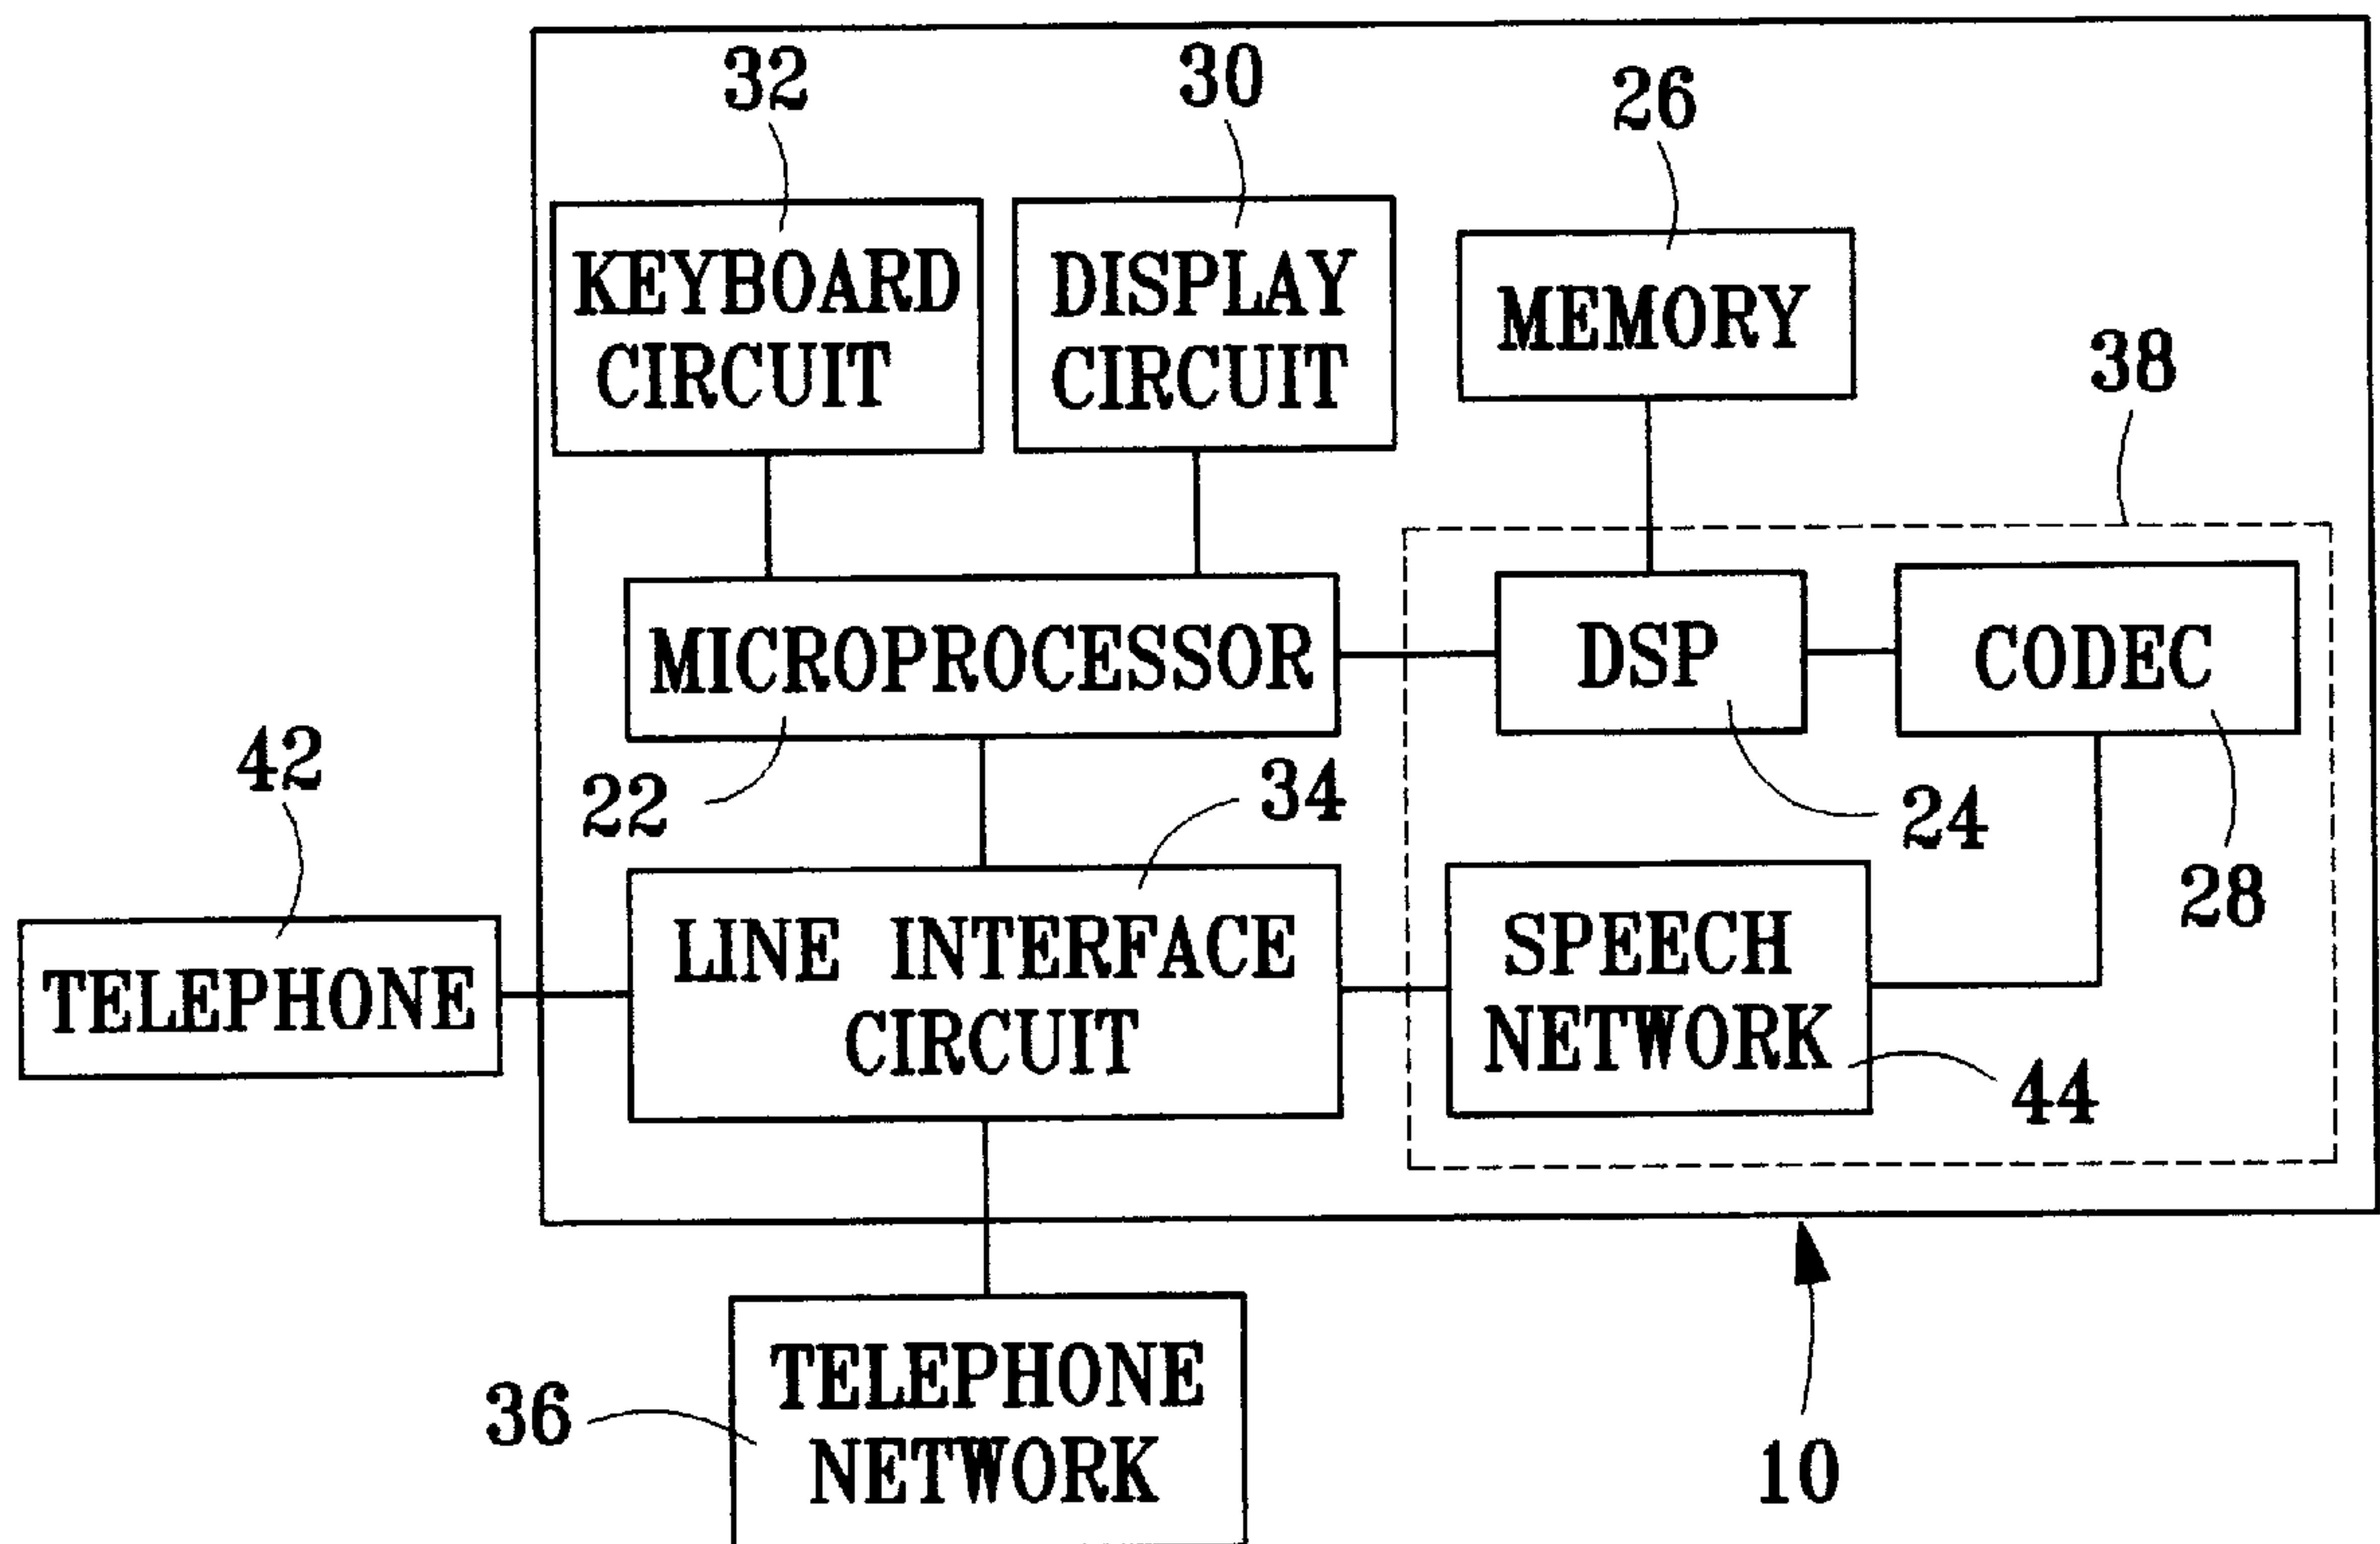 32
30
26
KEYBOARD
CIRCUIT
DISPLAY
CIRCUIT
MEMORY
38
MICROPROCESSOR
DSP
CODEC
42
22
34
24
28
TELEPHONE
LINE INTERFACE
CIRCUIT
SPEECH
NETWORK
44
TELEPHONE
NETWORK
36
10